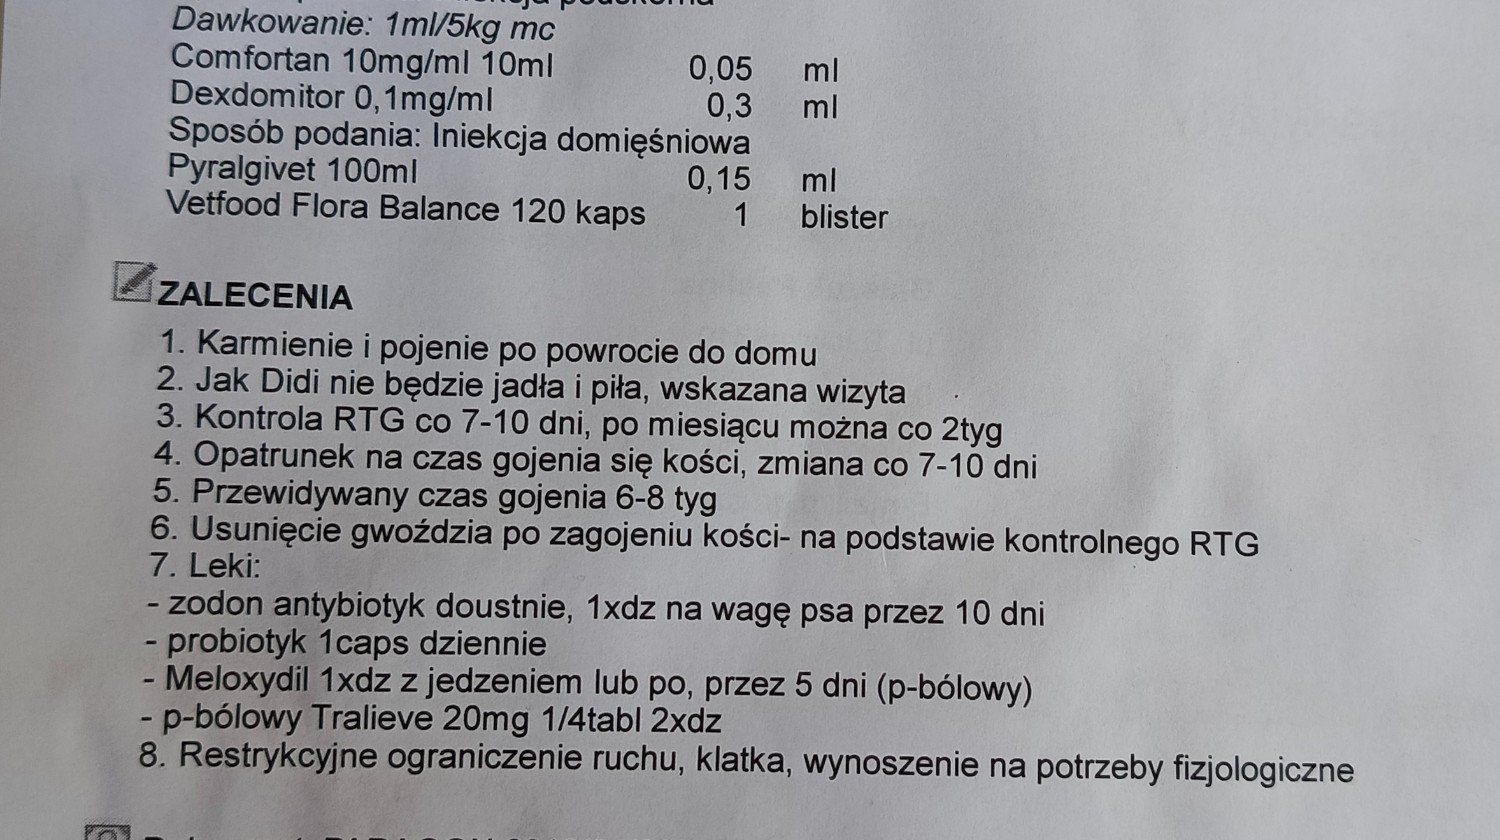 Dawkowanie: 1ml/5kg mc
Comfortan 10mg/ml 10ml 0,05 ml
Dexdomitor 0,1mg/ml 0,3 ml
Sposób podania: Iniekcja domięśniowa
Pyralgivet 100ml 0,15 ml
Vetfood Flora Balance 120 kaps 1 blister
ZALECENIA
1. Karmienie i pojenie po powrocie do domu
2. Jak Didi nie będzie jadła i piła, wskazana wizyta
3. Kontrola RTG co 7-10 dni, po miesiącu można co 2tyg
4. Opatrunek na czas gojenia się kości, zmiana co 7-10 dni
5. Przewidywany czas gojenia 6-8 tyg
6. Usunięcie gwoździa po zagojeniu kości- na podstawie kontrolnego RTG
7. Leki:
- zodon antybiotyk doustnie, 1xdz na wagę psa przez 10 dni
- probiotyk 1caps dziennie
- Meloxydil 1xdz z jedzeniem lub po, przez 5 dni (p-bólowy)
- p-bólowy Tralieve 20mg 1/4tabl 2xdz
8. Restrykcyjne ograniczenie ruchu, klatka, wynoszenie na potrzeby fizjologiczne